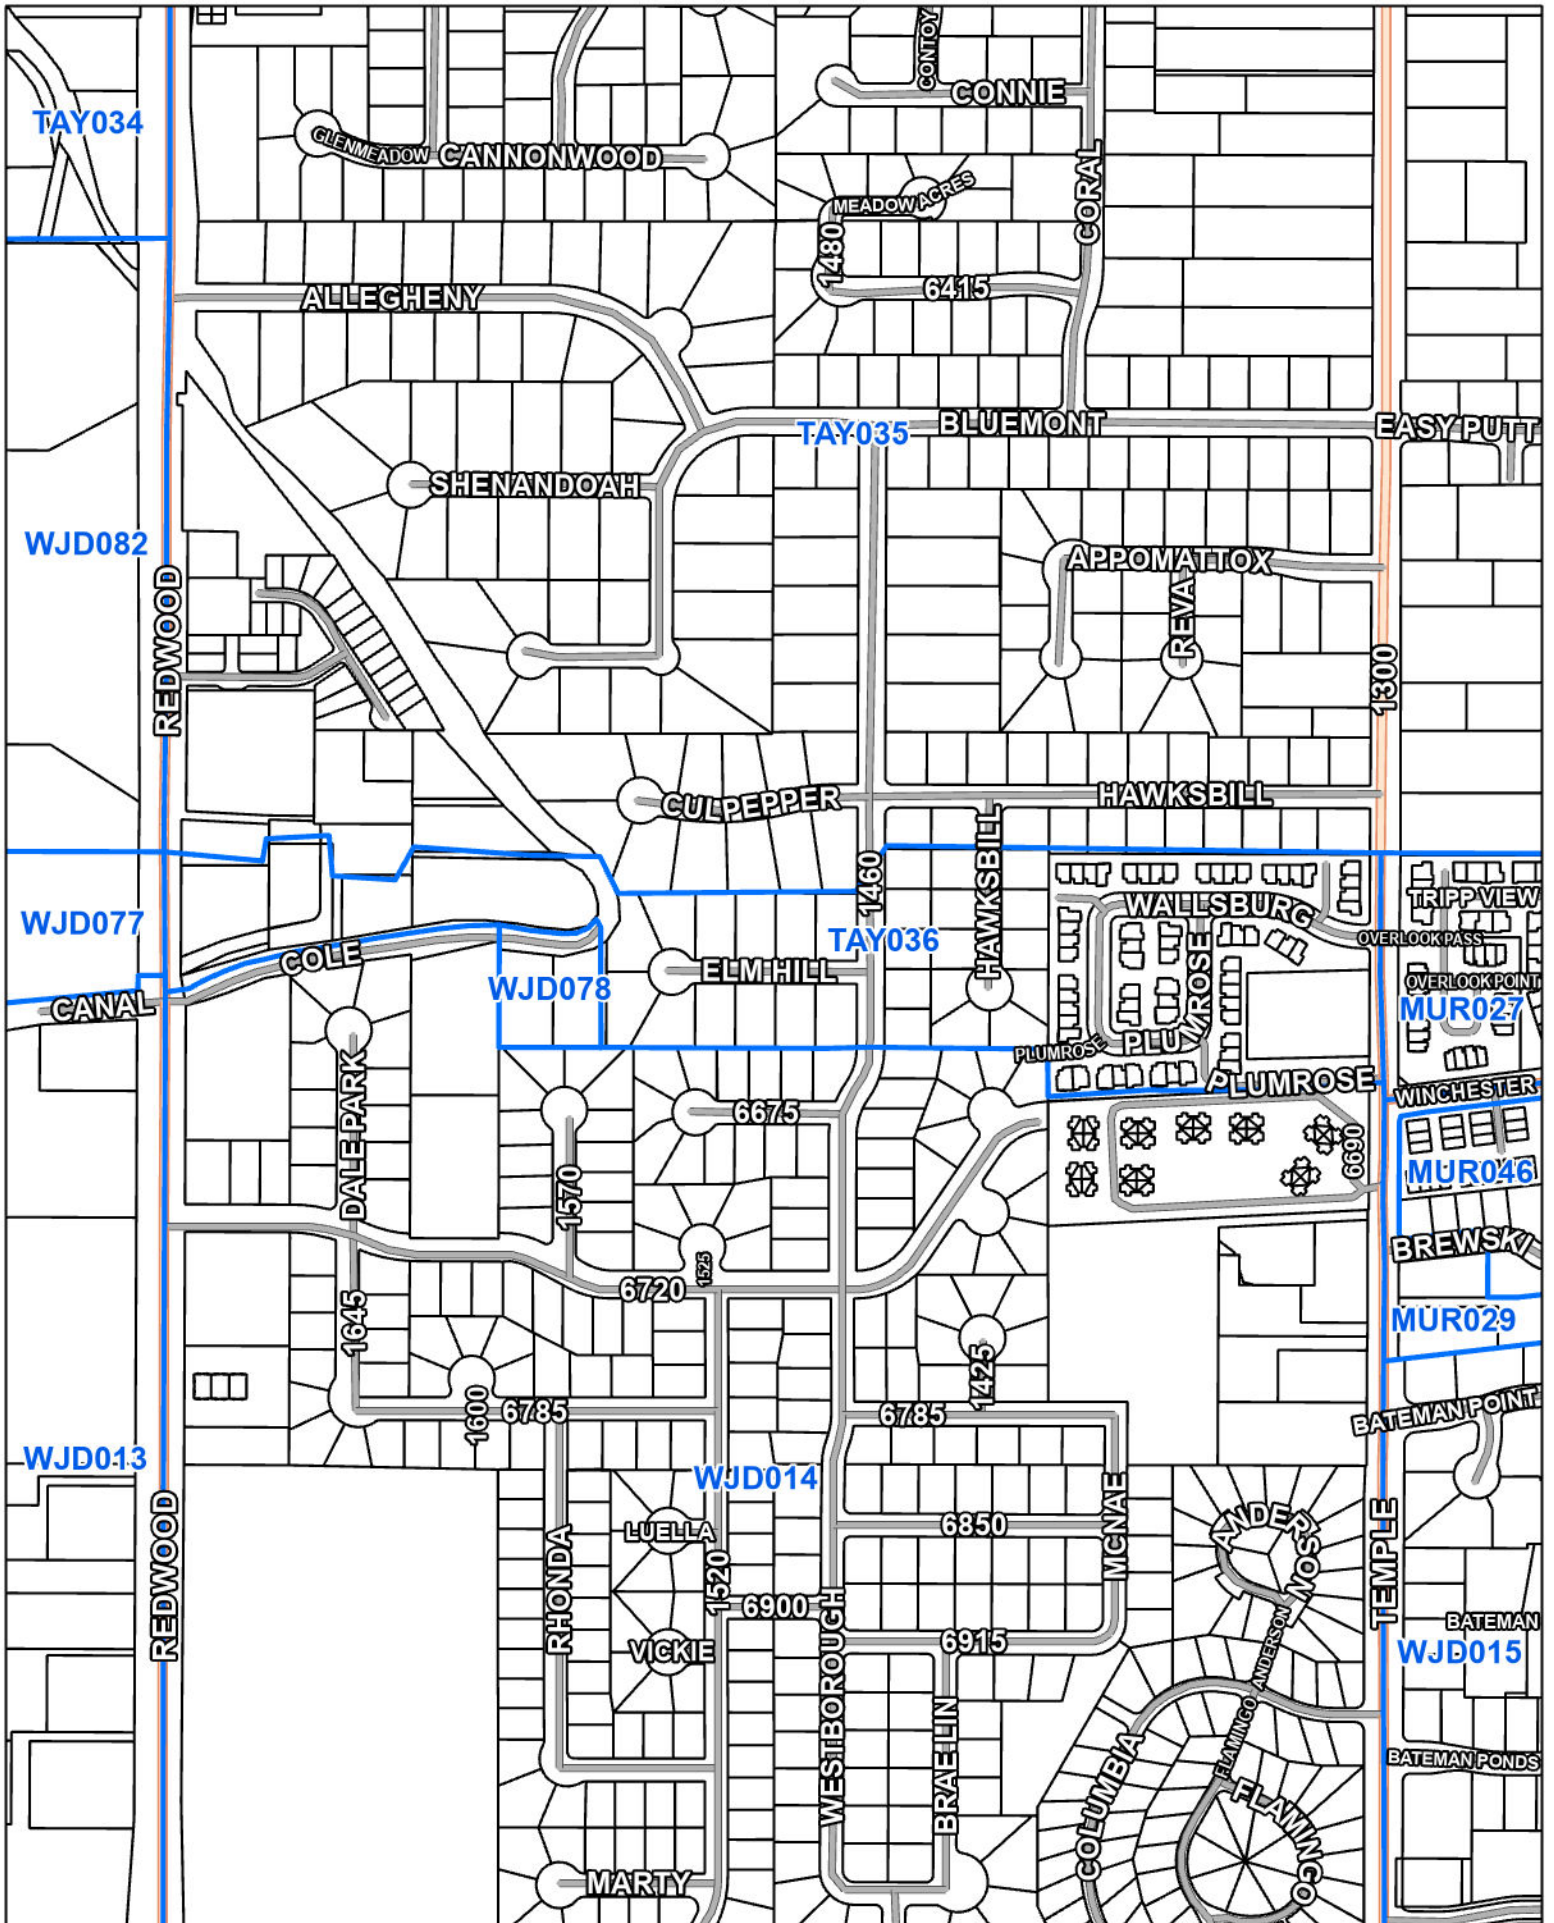 CONTOY
CONNIE
TAY034
GLENMEADOW
CANNONWOOD
CORAL
MEADOW ACRES
1480
6415
ALLEGHENY
TAY035
BLUEMONT
EASY PUTT
SHENANDOAH
WJD082
APPOMATTOX
REVA
REDWOOD
1300
CULPEPPER
HAWKSBILL
HAWKSBILL
1460
TRIPP VIEW
WALLSBURG
WJD077
TAY036
OVERLOOK PASS
COLE
ELM HILL
PLUMROSE
OVERLOOK POINT
WJD078
CANAL
MUR027
PLUMROSE
PLUMROSE
WINCHESTER
6675
DALE PARK
MUR046
6690
1570
BREWSKI
1525
6720
1645
MUR029
1425
1600
6785
6785
BATEMAN POINT
WJD013
WJD014
MCNAE
ANDERSON
REDWOOD
LUELLA
6850
TEMPLE
RHONDA
1520
6900
ANDERSON
BATEMAN
VICKIE
WESTBOROUGH
6915
WJD015
BRAE LIN
FLAMINGO
COLUMBIA
BATEMAN PONDS
FLAMINGO
MARTY